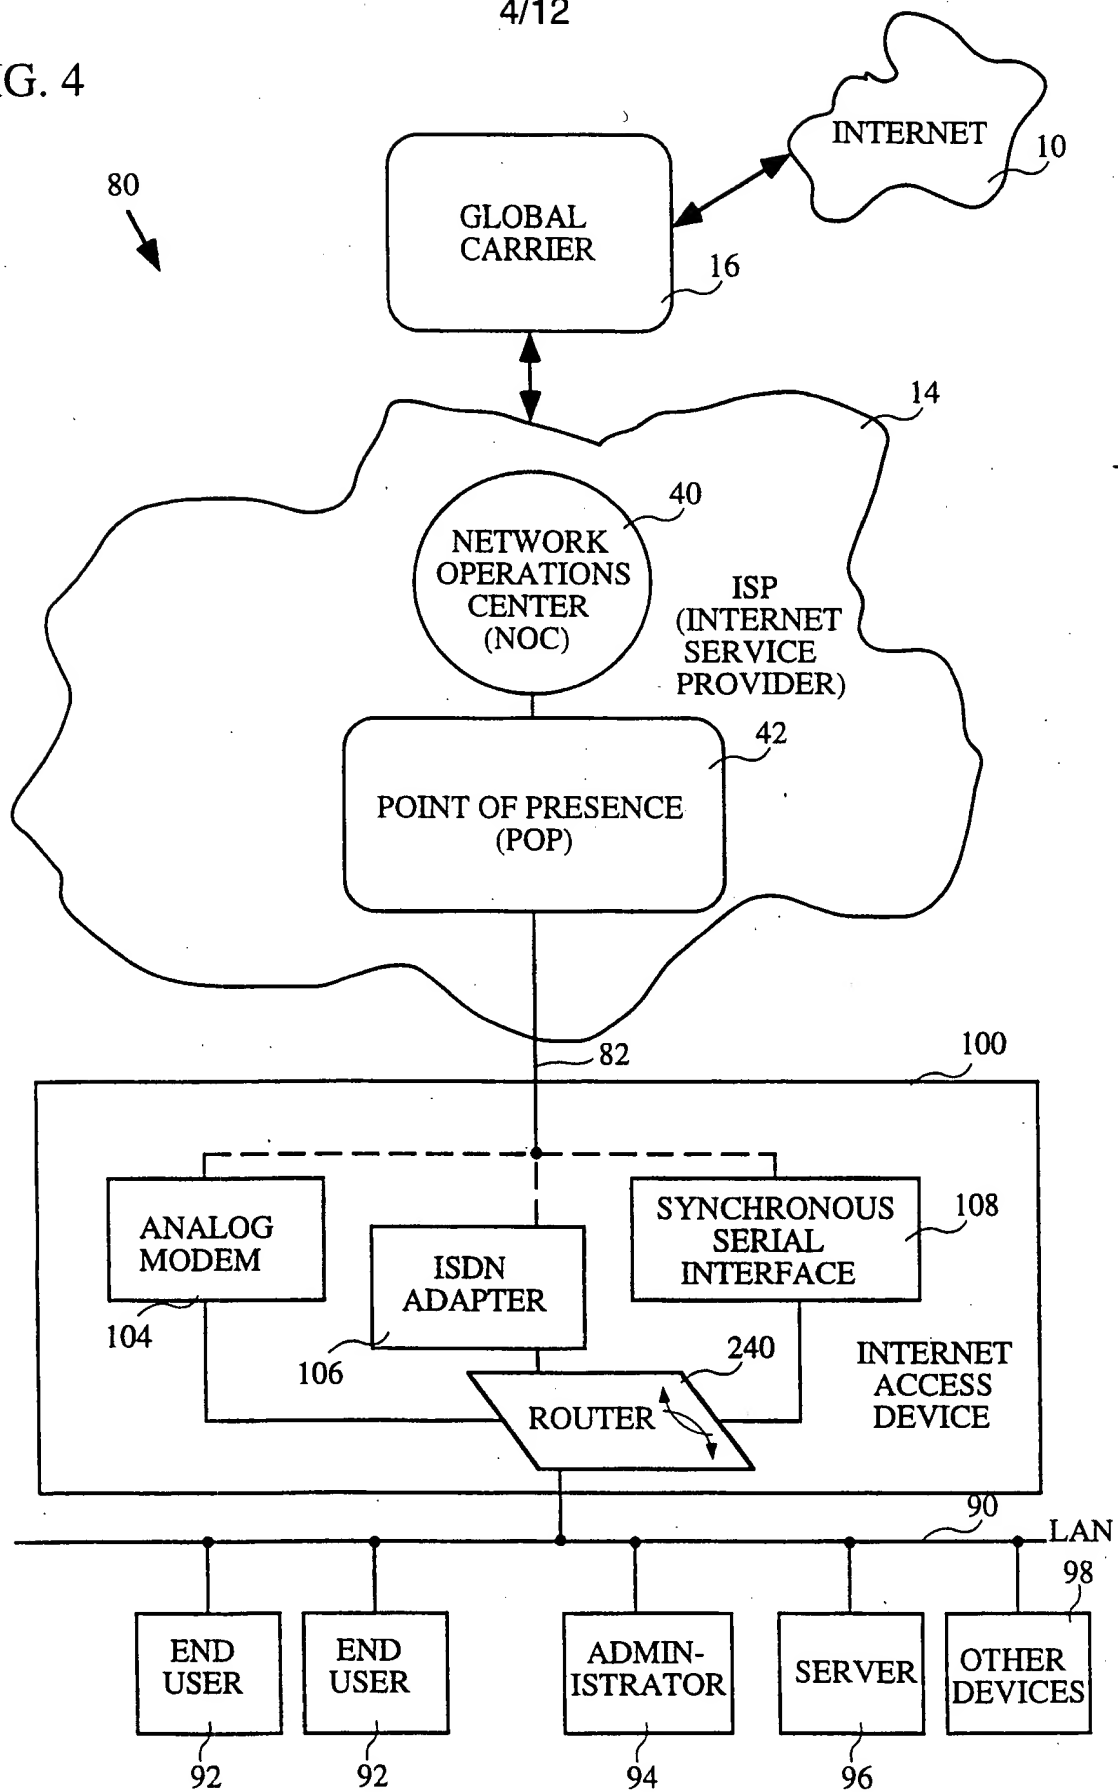 4/12
IG. 4
INTERNET
10
80
GLOBAL
CARRIER
16
14
40
NETWORK
OPERATIONS
CENTER
(NOC)
ISP
(INTERNET
SERVICE
PROVIDER)
42
POINT OF PRESENCE
(POP)
82
100
ANALOG
MODEM
104
ISDN
ADAPTER
106
SYNCHRONOUS
SERIAL
INTERFACE
108
240
ROUTER
INTERNET
ACCESS
DEVICE
90
LAN
98
END
USER
END
USER
ADMIN-
ISTRATOR
SERVER
OTHER
DEVICES
92
92
94
96